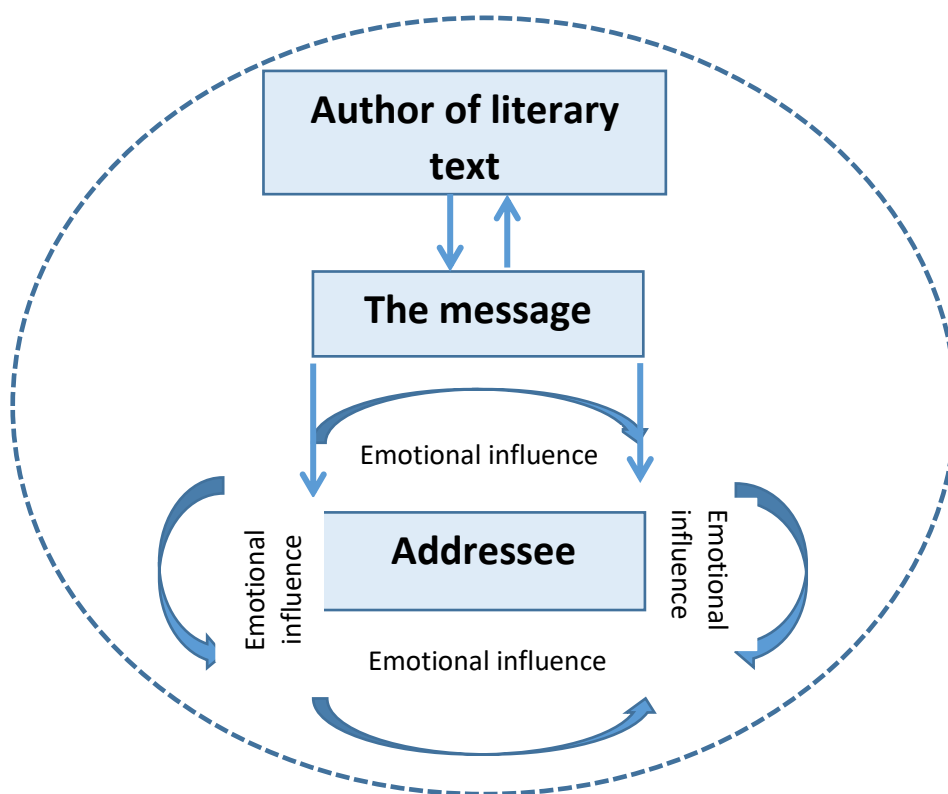 Author of literary
text
The message
Emotional influence
Emotional
influence
Addressee
Emotional
influence
Emotional influence